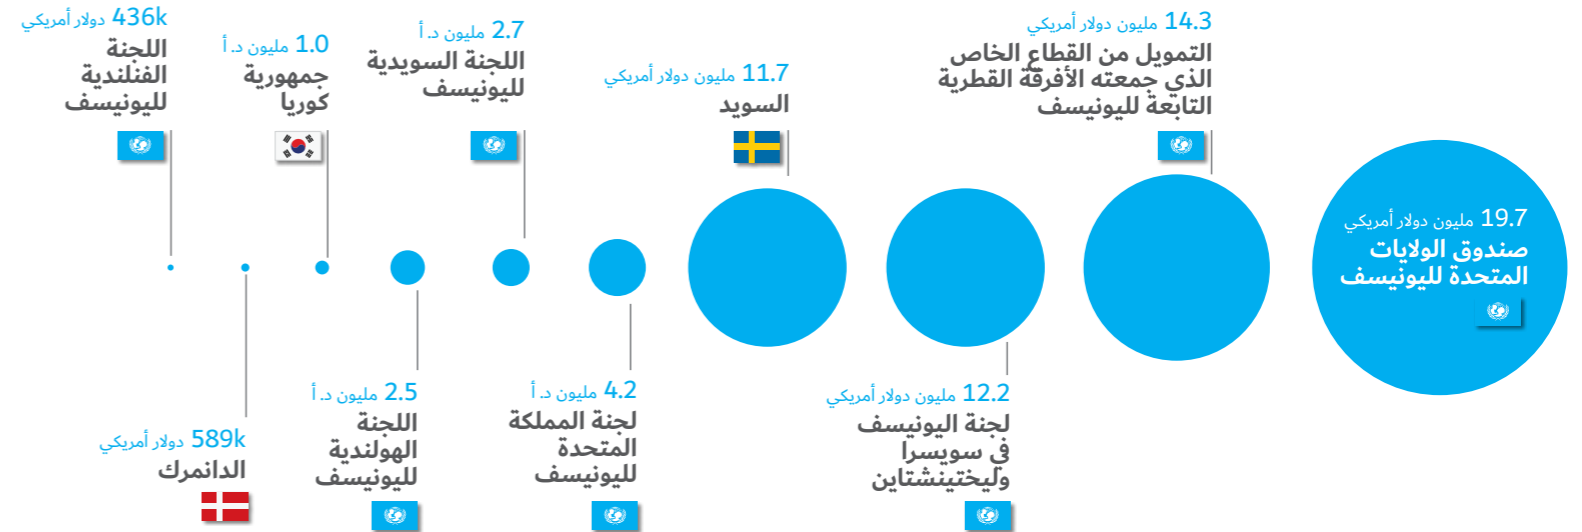 19.7 مليون دولار أمريكي
صندوق الولايات
المتحدة لليونيسف
14.3 مليون دولار أمريكي
التمويل من القطاع الخاص
الذي جمعته الأفرقة القطرية
التابعة لليونيسف
12.2 مليون دولار أمريكي
لجنة اليونيسف
في سويسرا
وليختينشتاين
11.7 مليون دولار أمريكي
السويد
4.2 مليون د. أ
لجنة المملكة
المتحدة
لليونيسف
2.7 مليون د. أ
اللجنة السويدية
لليونيسف
2.5 مليون د. أ
اللجنة
الهولندية
لليونيسف
1.0 مليون د. أ
جمهورية
كوريا
589k دولار أمريكي
الدانمرك
436k دولار أمريكي
اللجنة
الفنلندية
لليونيسف